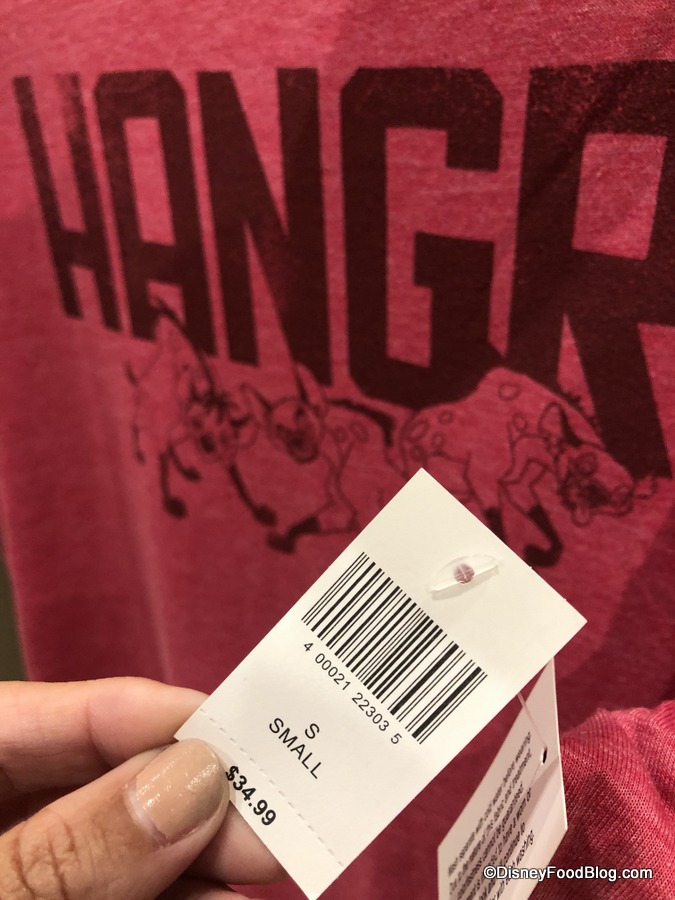 HANGR
4 00021 22303 5
S
SMALL
$34.99
©DisneyFoodBlog.com